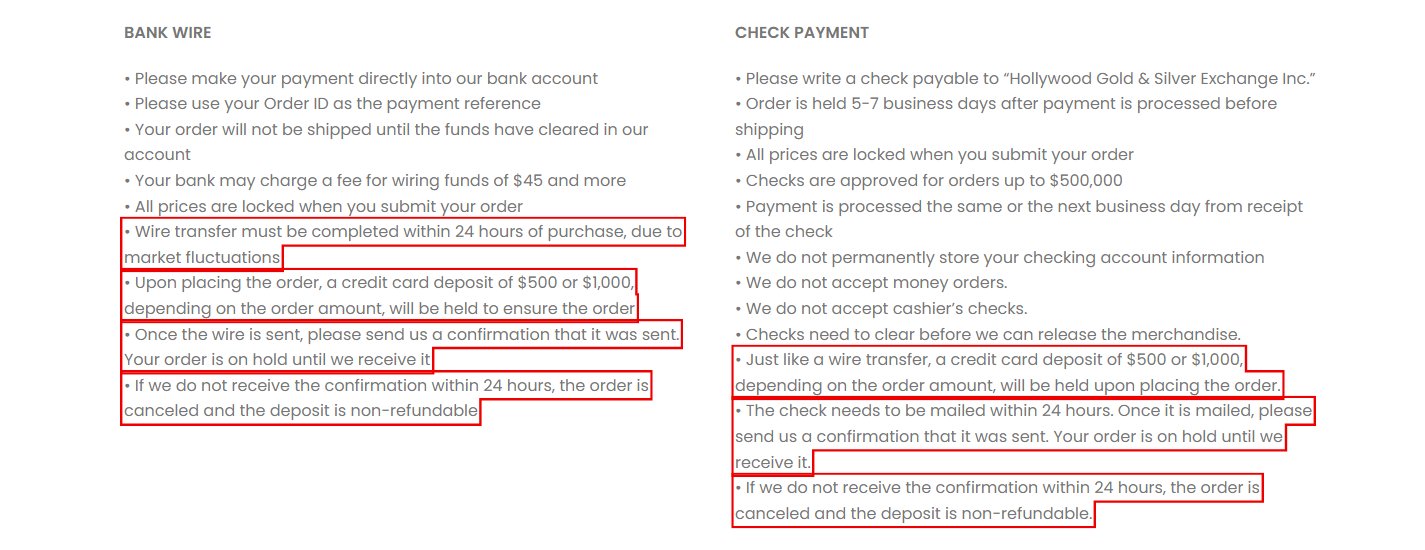 BANK WIRE
• Please make your payment directly into our bank account
• Please use your Order ID as the payment reference
• Your order will not be shipped until the funds have cleared in our
account
• Your bank may charge a fee for wiring funds of $45 and more
• All prices are locked when you submit your order
• Wire transfer must be completed within 24 hours of purchase, due to
market fluctuations
• Upon placing the order, a credit card deposit of $500 or $1,000,
depending on the order amount, will be held to ensure the order
• Once the wire is sent, please send us a confirmation that it was sent.
Your order is on hold until we receive it
• If we do not receive the confirmation within 24 hours, the order is
canceled and the deposit is non-refundable
CHECK PAYMENT
• Please write a check payable to “Hollywood Gold & Silver Exchange Inc.”
• Order is held 5-7 business days after payment is processed before
shipping
• All prices are locked when you submit your order
• Checks are approved for orders up to $500,000
• Payment is processed the same or the next business day from receipt
of the check
• We do not permanently store your checking account information
• We do not accept money orders.
• We do not accept cashier’s checks.
• Checks need to clear before we can release the merchandise.
• Just like a wire transfer, a credit card deposit of $500 or $1,000,
depending on the order amount, will be held upon placing the order.
• The check needs to be mailed within 24 hours. Once it is mailed, please
send us a confirmation that it was sent. Your order is on hold until we
receive it.
• If we do not receive the confirmation within 24 hours, the order is
canceled and the deposit is non-refundable.